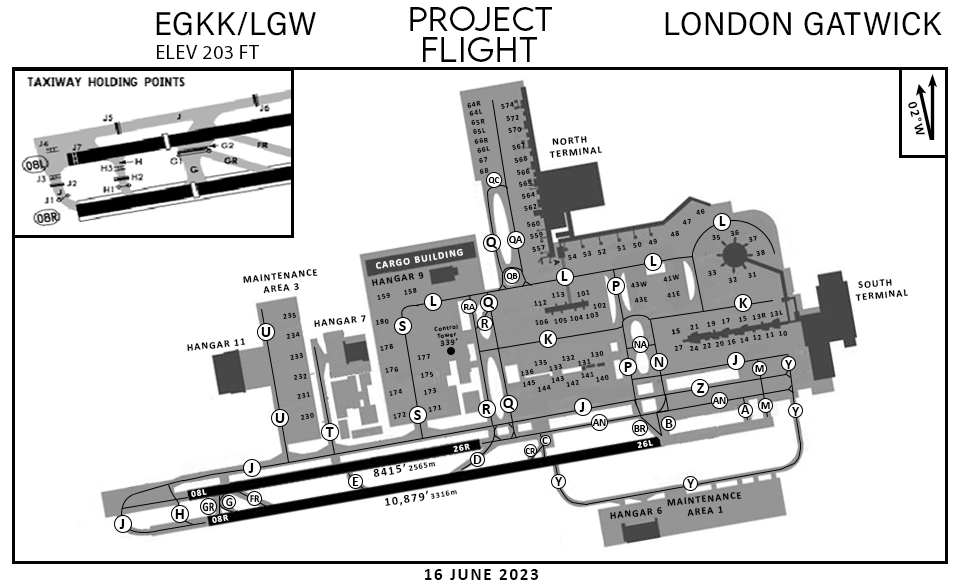 EGKK/LGW
ELEV 203 FT
PROJECT
FLIGHT
LONDON GATWICK
TAXIWAY HOLDING POINTS
J5
J
J6
J4
J7
08L
H
G2
G1
FR
GR
H3
J3
J2
H2
G
J
J1
H1
08R
02°W
64R
64L
65R
65L
66R
66L
67
68
574
572
570
567
568
566
565
564
562
560
559
557
NORTH
TERMINAL
QC
Q
QA
QB
CARGO BUILDING
HANGAR 9
159
158
L
RA
Q
R
180
S
178
176
174
172
177
175
173
171
S
Control
Tower
339'
MAINTENANCE
AREA 3
235
U
234
233
232
231
230
U
HANGAR 11
HANGAR 7
T
54
53
52
51
50
49
48
47
46
L
L
L
35
36
37
38
33
32
31
P
43W
41W
43E
41E
112
113
101
102
106
105
104
103
K
K
15
21
19
17
15
13R
13L
27
24
22
20
16
14
12
11
10
SOUTH
TERMINAL
135
132
131
130
136
133
141
145
144
143
142
140
NA
P
N
J
M
Y
Z
R
Q
J
AN
AN
A
M
Y
BR
B
26R
26L
C
CR
D
J
8415' 2565m
08L
E
10,879' 3316m
FR
G
GR
H
J
08R
Y
Y
HANGAR 6
MAINTENANCE
AREA 1
16 JUNE 2023